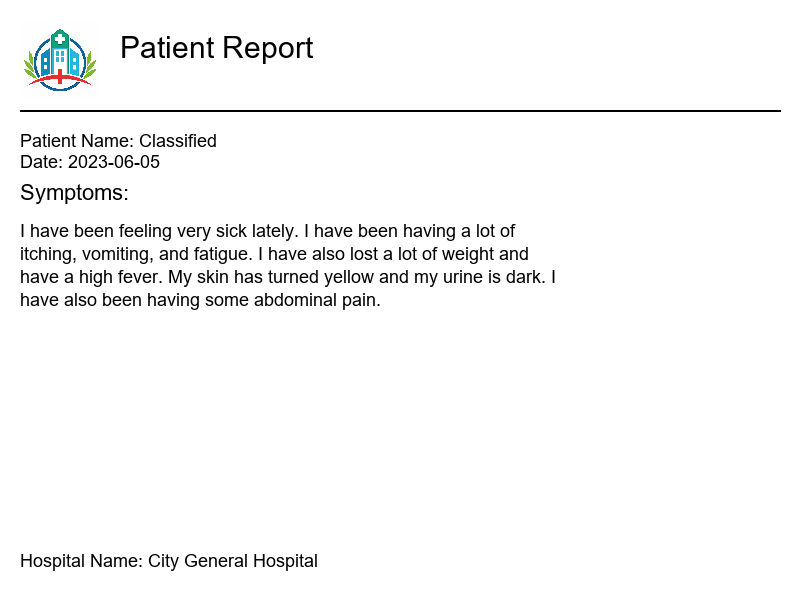 Patient Report
Patient Name: Classified
Date: 2023-06-05
Symptoms:
I have been feeling very sick lately. I have been having a lot of
itching, vomiting, and fatigue. I have also lost a lot of weight and
have a high fever. My skin has turned yellow and my urine is dark. I
have also been having some abdominal pain.
Hospital Name: City General Hospital